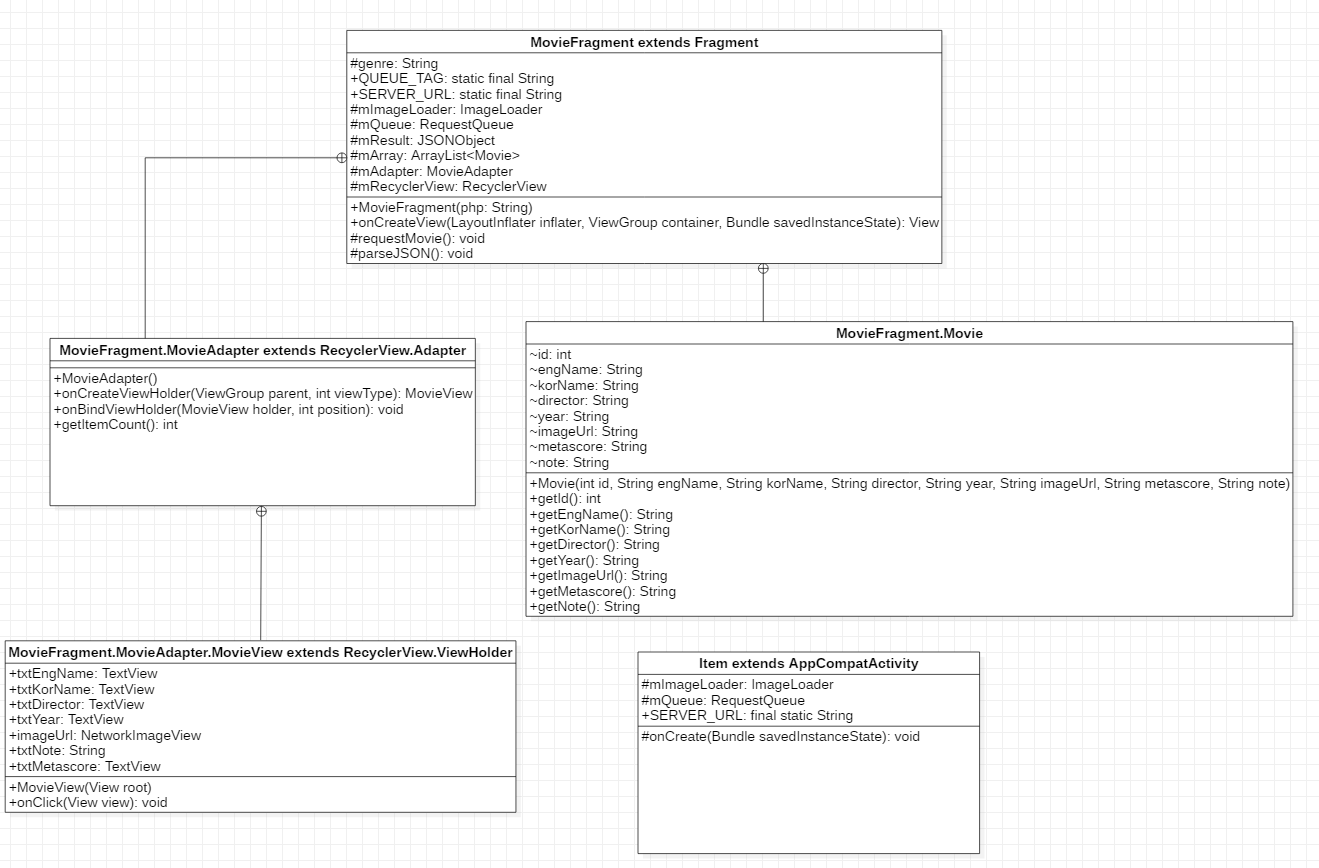 MovieFragment extends Fragment
#genre: String
+QUEUE_TAG: static final String
+SERVER_URL: static final String
#mImageLoader: ImageLoader
#mQueue: RequestQueue
#mResult: JSONObject
#mArray: ArrayList<Movie>
#mAdapter: MovieAdapter
#mRecyclerView: RecyclerView
+MovieFragment(php: String)
+onCreateView(LayoutInflater inflater, ViewGroup container, Bundle savedInstanceState): View
#requestMovie(): void
#parseJSON(): void
MovieFragment.MovieAdapter extends RecyclerView.Adapter
+MovieAdapter()
+onCreateViewHolder(ViewGroup parent, int viewType): MovieView
+onBindViewHolder(MovieView holder, int position): void
+getItemCount(): int
MovieFragment.Movie
~id: int
~engName: String
~korName: String
~director: String
~year: String
~imageUrl: String
~metascore: String
~note: String
+Movie(int id, String engName, String korName, String director, String year, String imageUrl, String metascore, String note)
+getId(): int
+getEngName(): String
+getKorName(): String
+getDirector(): String
+getYear(): String
+getImageUrl(): String
+getMetascore(): String
+getNote(): String
MovieFragment.MovieAdapter.MovieView extends RecyclerView.ViewHolder
+txtEngName: TextView
+txtKorName: TextView
+txtDirector: TextView
+txtYear: TextView
+imageUrl: NetworkImageView
+txtNote: String
+txtMetascore: TextView
+MovieView(View root)
+onClick(View view): void
Item extends AppCompatActivity
#mImageLoader: ImageLoader
#mQueue: RequestQueue
+SERVER_URL: final static String
#onCreate(Bundle savedInstanceState): void